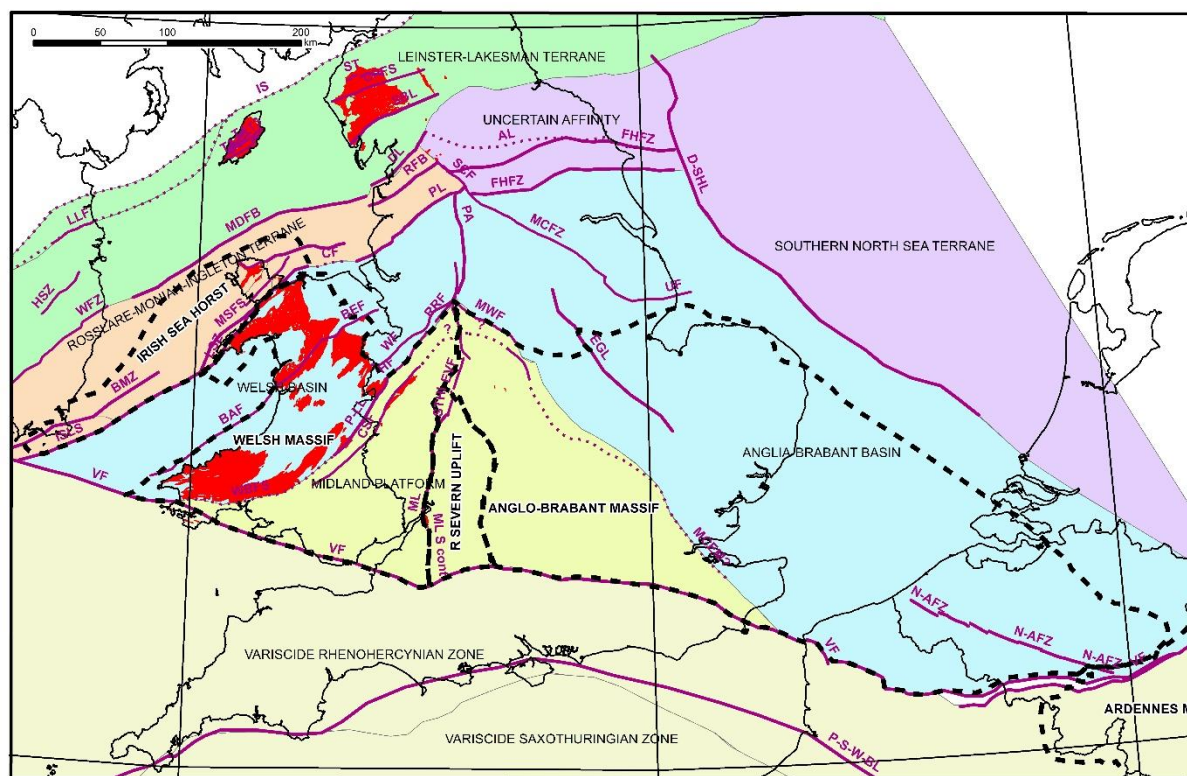 0 50 100 200
km
LEINSTER-LAKESMAN TERRANE
ST
IS
UNCERTAIN AFFINITY
AL
FHFZ
D-SHL
RFB
SCF
FHFZ
PL
LLF
MDFB
PA
MCFZ
SOUTHERN NORTH SEA TERRANE
ROSSLARE-MONIAN-INGLETON TERRANE
CF
HSZ
WFZ
UF
MSFS
IRISH SEA HORST
BEF
RRF
MWF
?
?
EGL
BMZ
WELSH BASIN
BAF
WELSH MASSIF
ANGLIA-BRABANT BASIN
VF
MIDLAND PLATFORM
ML
R SEVERN UPLIFT
ANGLO-BRABANT MASSIF
ML S cont
VF
N-AFZ
N-AFZ
N-AFZ
VF
VARISCIDE RHENOHERCYNIAN ZONE
ARDENNES M
VARISCIDE SAXOTHURINGIAN ZONE
P-S-W-BL